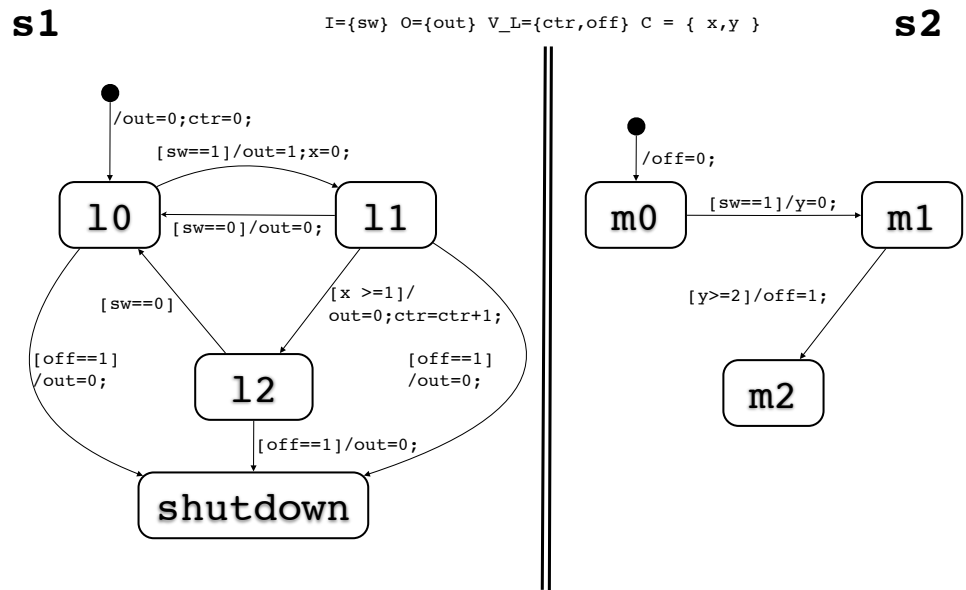 s1
I={sw} O={out} V_L={ctr,off} C = { x,y }
s2
/out=0;ctr=0;
[sw==1]/out=1;x=0;
/off=0;
l0
l1
[sw==0]/out=0;
m0
[sw==1]/y=0;
m1
[sw==0]
[x >=1]/
out=0;ctr=ctr+1;
[y>=2]/off=1;
[off==1]
/out=0;
[off==1]
/out=0;
l2
m2
[off==1]/out=0;
shutdown